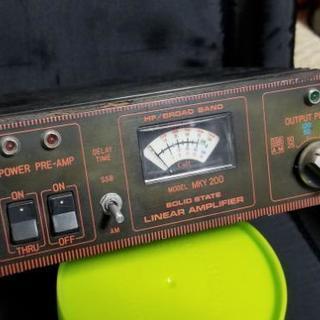 HF/BROAD BAND
OUTPUT P
POWER PRE-AMP
DELAY
TIME
SSB
AM
ON
ON
THRU
OFF
MODEL MKY 200
SOLID STATE
LINEAR AMPLIFIER